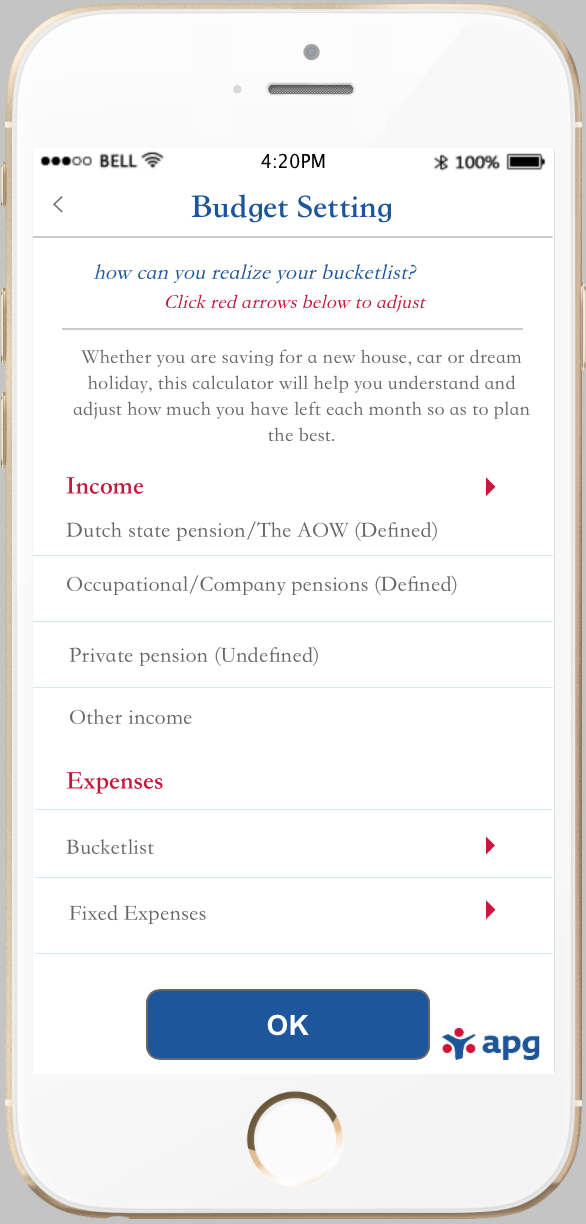 BELL 4:20PM 100%
Budget Setting
how can you realize your bucketlist?
Click red arrows below to adjust
Whether you are saving for a new house, car or dream
holiday, this calculator will help you understand and
adjust how much you have left each month so as to plan
the best.
Income
Dutch state pension/The AOW (Defined)
Occupational/Company pensions (Defined)
Private pension (Undefined)
Other income
Expenses
Bucketlist
Fixed Expenses
OK
apg